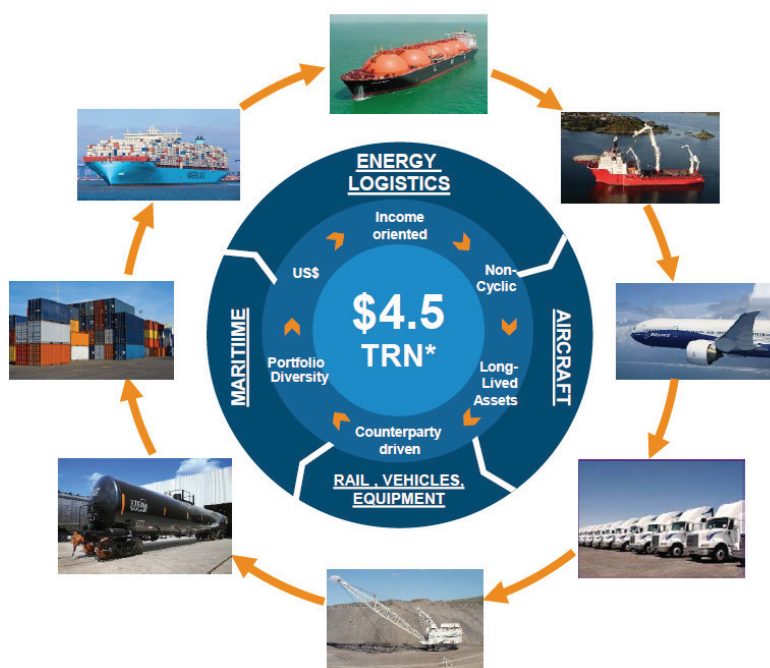 ENERGY
LOGISTICS
Income
oriented
US$
Non-
Cyclic
$4.5
TRN*
MARITIIME
AIRCRAFT
Portfolio
Diversity
Long-
Lived
Assets
Counterparty
driven
RAIL , VEHICLES,
EQUIPMENT